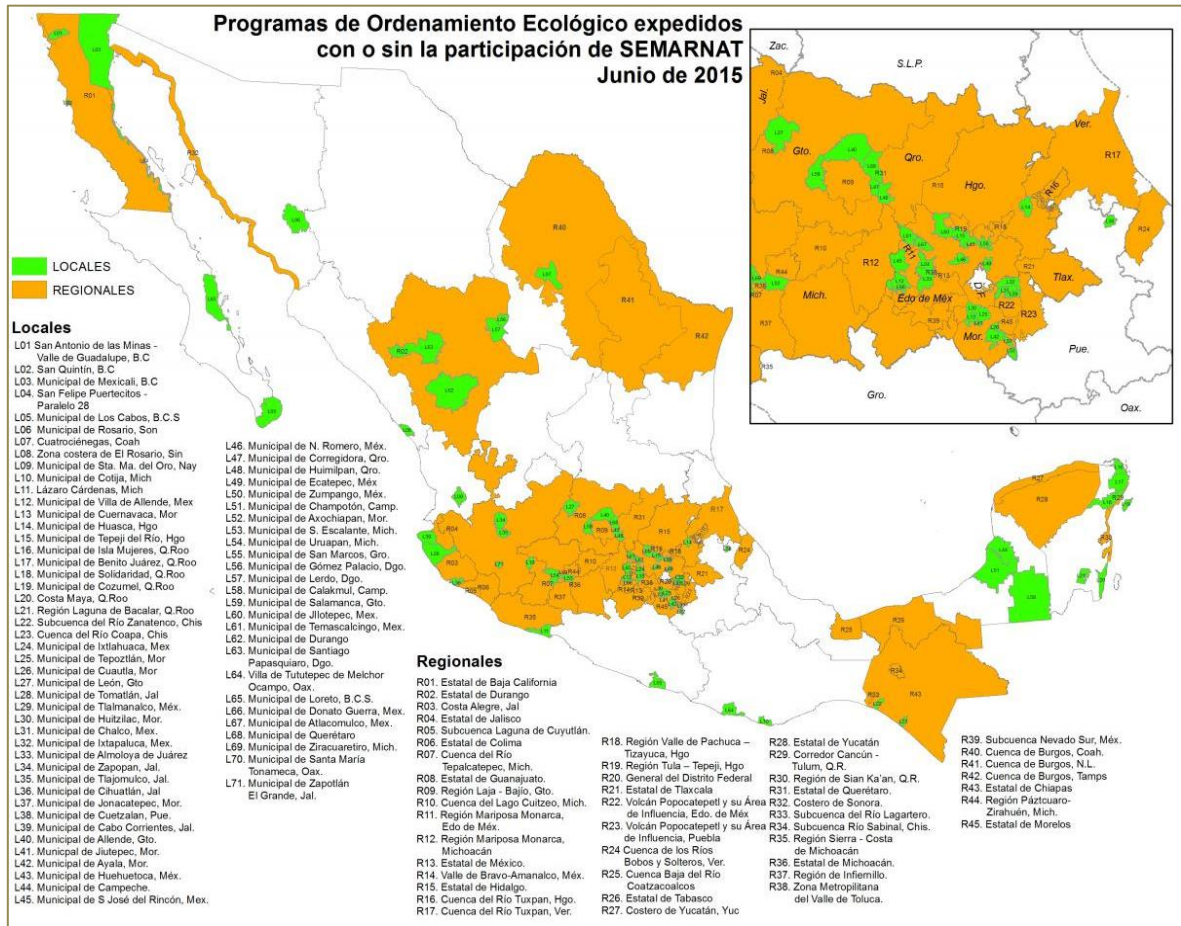 Programas de Ordenamiento Ecológico expedidos
con o sin la participación de SEMARNAT
Junio de 2015
LOCALES
REGIONALES
Locales
L01 San Antonio de las Minas -
Valle de Guadalupe, B.C
L02. San Quintín, B.C
L03. Municipal de Mexicali, B.C
L04. San Felipe Puertecitos -
Paralelo 28
L05. Municipal de Los Cabos, B.C.S
L06 Municipal de Rosario, Son
L07. Cuatrociénegas, Coah
L08. Zona costera de El Rosario, Sin
L09. Municipal de Sta. Ma. del Oro, Nay
L10. Municipal de Cotija, Mich
L11. Lázaro Cárdenas, Mich
L12 Municipal de Villa de Allende, Mex
L13 Municipal de Cuernavaca, Mor
L14 Municipal de Huasca, Hgo
L15 Municipal de Tepeji del Río, Hgo
L16 Municipal de Isla Mujeres, Q.Roo
L17 Municipal de Benito Juárez, Q.Roo
L18 Municipal de Solidaridad, Q.Roo
L19 Municipal de Cozumel, Q.Roo
L20 Costa Maya, Q.Roo
L21 Región Laguna de Bacalar, Q.Roo
L22 Subcuenca del Río Zanatenco, Chis
L23 Cuenca del Río Coapa, Chis
L24 Municipal de Ixtlahuaca, Mex
L25 Municipal de Tepoztlán, Mor
L26 Municipal de Cuautla, Mor
L27 Municipal de León, Gto
L28 Municipal de Tomatlán, Jal
L29. Municipal de Tlalmanalco, Méx.
L30 Municipal de Huitzilac, Mor.
L31 Municipal de Chalco, Mex.
L32 Municipal de Ixtapaluca, Mex.
L33 Municipal de Almoloya de Juárez
L34 Municipal de Zapopan, Jal.
L35 Municipal de Tlajomulco, Jal.
L36 Municipal de Cihuatlán, Jal
L37 Municipal de Jonacatepec, Mor.
L38. Municipal de Cuetzalan, Pue.
L39 Municipal de Cabo Corrientes, Jal.
L40 Municipal de Allende, Gto.
L41 Municipal de Jiutepec, Mor.
L42 Municipal de Ayala, Mor.
L43 Municipal de Huehuetoca, Méx.
L44 Municipal de Campeche.
L45 Municipal de S José del Rincón, Mex.
L46. Municipal de N. Romero, Méx.
L47. Municipal de Corregidora, Qro.
L48. Municipal de Huimilpan, Qro.
L49. Municipal de Ecatepec, Méx
L50. Municipal de Zumpango, Méx.
L51. Municipal de Champotón, Camp.
L52. Municipal de Axochiapan, Mor.
L53. Municipal de S. Escalante, Mich.
L54. Municipal de Uruapan, Mich.
L55. Municipal de San Marcos, Gro.
L56. Municipal de Gómez Palacio, Dgo.
L57. Municipal de Lerdo, Dgo.
L58. Municipal de Calakmul, Camp.
L59. Municipal de Salamanca, Gto.
L60. Municipal de Jilotepec, Mex.
L61. Municipal de Temascalcingo, Mex.
L62. Municipal de Durango
L63. Municipal de Santiago
Papasquiaro, Dgo.
L64. Villa de Tututepec de Melchor
Ocampo, Oax.
L65. Municipal de Loreto, B.C.S.
L66. Municipal de Donato Guerra, Mex.
L67. Municipal de Atlacomulco, Mex.
L68. Municipal de Querétaro
L69. Municipal de Ziracuaretiro, Mich.
L70. Municipal de Santa María
Tonameca, Oax.
L71. Municipal de Zapotlán
El Grande, Jal.
Regionales
R01. Estatal de Baja California
R02. Estatal de Durango
R03. Costa Alegre, Jal
R04. Estatal de Jalisco
R05. Subcuenca Laguna de Cuyutlán.
R06. Estatal de Colima
R07. Cuenca del Río
Tepalcatepec, Mich.
R08. Estatal de Guanajuato.
R09. Región Laja - Bajío, Gto.
R10. Cuenca del Lago Cuitzeo, Mich.
R11. Región Mariposa Monarca,
Edo de Méx.
R12. Región Mariposa Monarca,
Michoacán
R13. Estatal de México.
R14. Valle de Bravo-Amanalco, Méx.
R15. Estatal de Hidalgo.
R16. Cuenca del Río Tuxpan, Hgo.
R17. Cuenca del Río Tuxpan, Ver.
R18. Región Valle de Pachuca –
Tizayuca, Hgo
R19. Región Tula – Tepeji, Hgo
R20. General del Distrito Federal
R21. Estatal de Tlaxcala
R22. Volcán Popocatepetl y su Área
de Influencia, Edo. de Méx
R23. Volcán Popocatepetl y su Área
de Influencia, Puebla
R24 Cuenca de los Ríos
Bobos y Solteros, Ver.
R25. Cuenca Baja del Río
Coatzacoalcos
R26. Estatal de Tabasco
R27. Costero de Yucatán, Yuc
R28. Estatal de Yucatán
R29. Corredor Cancún -
Tulum, Q.R.
R30. Región de Sian Ka'an, Q.R.
R31. Estatal de Querétaro.
R32. Costero de Sonora.
R33. Subcuenca del Río Lagartero.
R34. Subcuenca Río Sabinal, Chis.
R35. Región Sierra - Costa
de Michoacán
R36. Estatal de Michoacán.
R37. Región de Infiernillo.
R38. Zona Metropolitana
del Valle de Toluca.
R39. Subcuenca Nevado Sur, Méx.
R40. Cuenca de Burgos, Coah.
R41. Cuenca de Burgos, N.L.
R42. Cuenca de Burgos, Tamps
R43. Estatal de Chiapas
R44. Región Páztcuaro-
Zirahuén, Mich.
R45. Estatal de Morelos
Zac.
S.L.P.
Jal.
Gto.
Qro.
Hgo.
Ver.
Mich.
Edo de Méx
D.F.
Tlax.
Mor.
Pue.
Gro.
Oax.
R17
R16
R24
R12
R11
R22
R23
R01
R40
R41
R42
R43